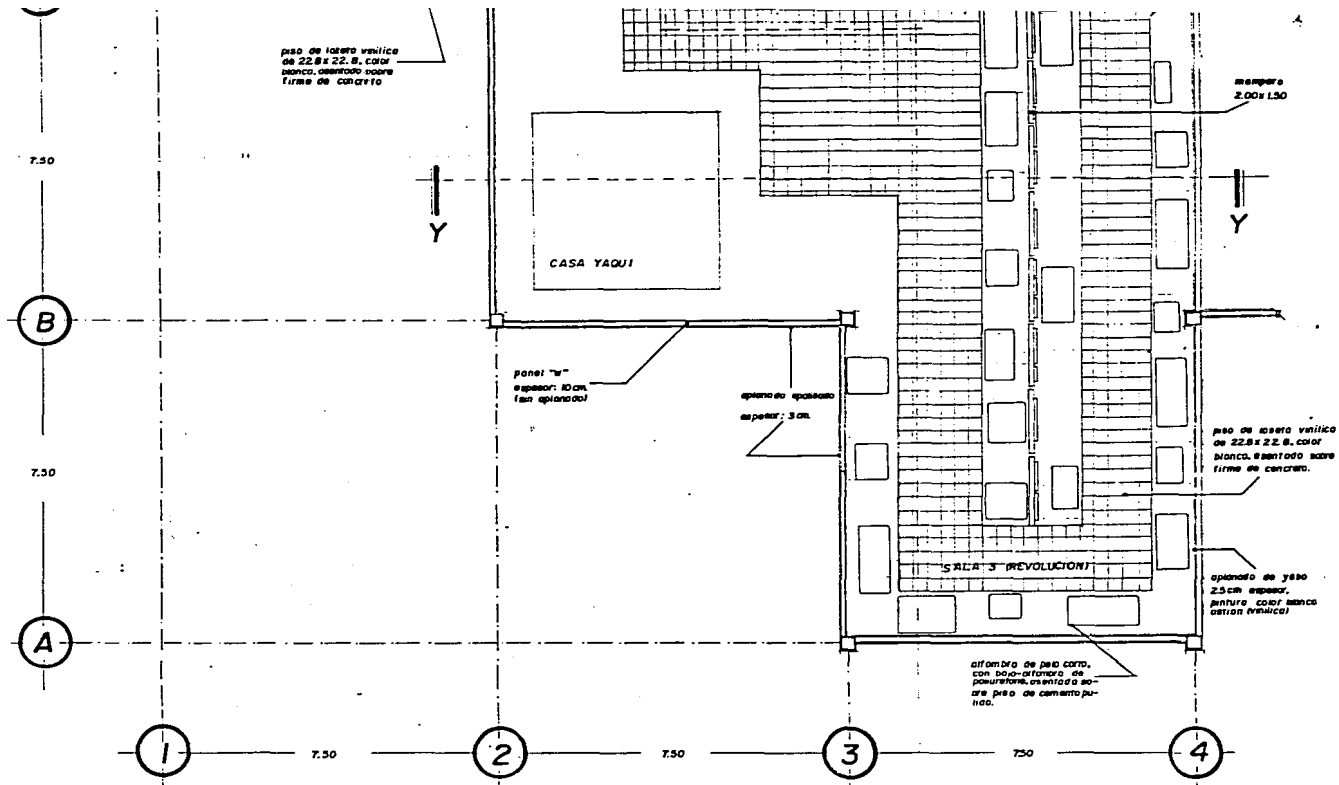 piso de loseta vinilica
de 22.8 x 22.8, color
blanco, asentado sobre
firme de concreto
mampara
2.00 x 1.50
7.50
Y
Y
CASA YAQUI
B
panel "w"
espesor: 10 cm.
(sin aplanado)
aplanado
espesor: 3 cm.
7.50
piso de loseta vinilica
de 22.8 x 22.8, color
blanco, asentado sobre
firme de concreto.
SALA 3 (REVOLUCION)
aplanado de yeso
2.5 cm espesor,
pintura color blanco
(vinilica)
A
alfombra de pelo corto,
con bajo-alfombra de
poliuretano, asentada so-
bre piso de cemento pu-
lido.
1
7.50
2
7.50
3
7.50
4